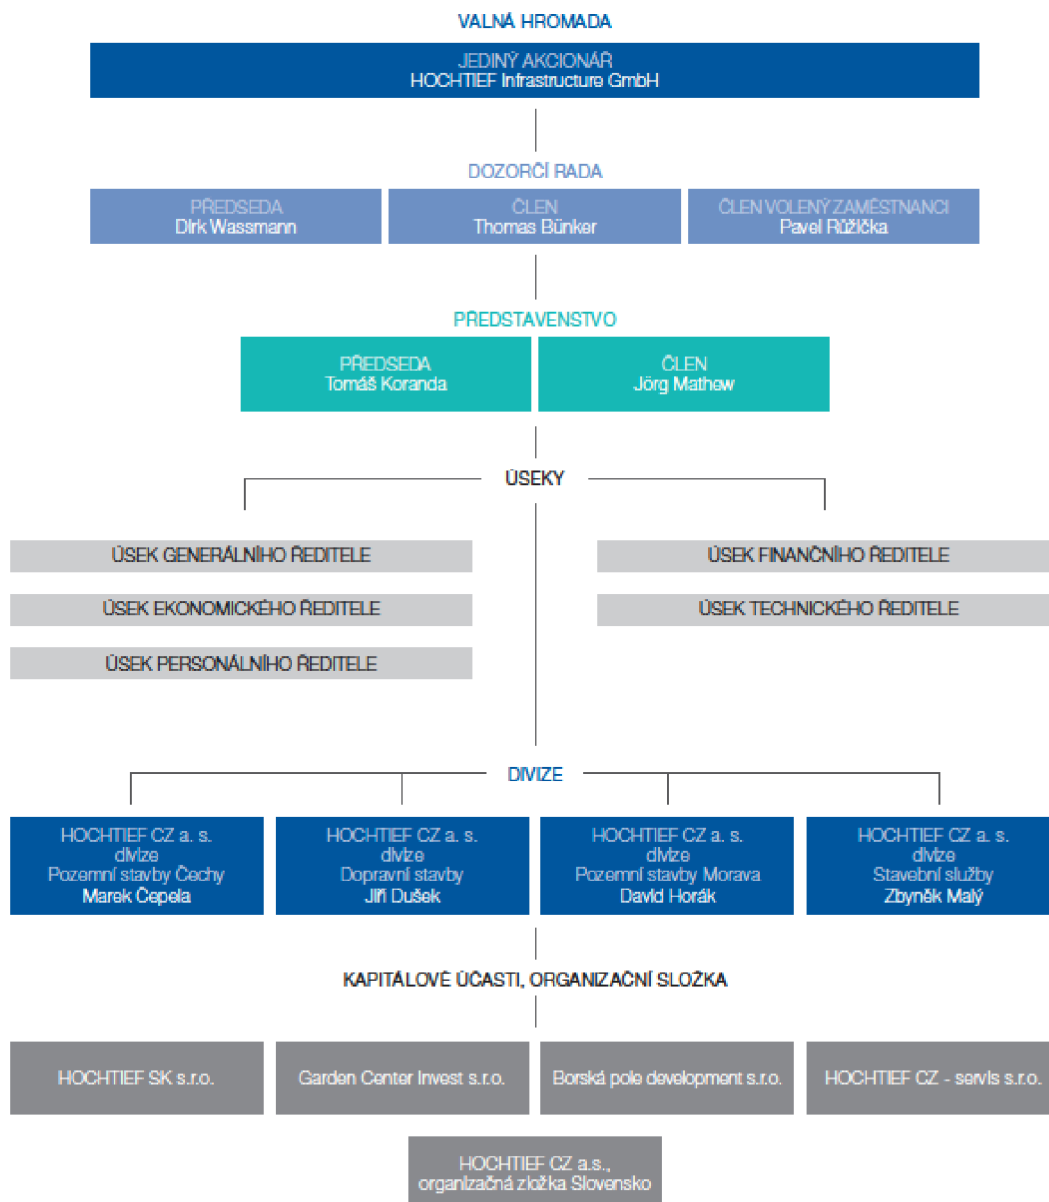 VALNÁ HROMADA
JEDINÝ AKCIONÁŘ
HOCHTIEF Infrastructure GmbH
DOZORČÍ RADA
PŘEDSEDA
Dirk Wassmann
ČLEN
Thomas Bünker
ČLEN VOLENÝ ZAMĚSTNANCI
Pavel Růžička
PŘEDSTAVENSTVO
PŘEDSEDA
Tomáš Koranda
ČLEN
Jörg Mathew
ÚSEKY
ÚSEK GENERÁLNÍHO ŘEDITELE
ÚSEK FINANČNÍHO ŘEDITELE
ÚSEK EKONOMICKÉHO ŘEDITELE
ÚSEK TECHNICKÉHO ŘEDITELE
ÚSEK PERSONÁLNÍHO ŘEDITELE
DIVIZE
HOCHTIEF CZ a. s.
divize
Pozemní stavby Čechy
Marek Čepela
HOCHTIEF CZ a. s.
divize
Dopravní stavby
Jiří Dušek
HOCHTIEF CZ a. s.
divize
Pozemní stavby Morava
David Horák
HOCHTIEF CZ a. s.
divize
Stavební služby
Zbyněk Malý
KAPITÁLOVÉ ÚČASTI, ORGANIZAČNÍ SLOŽKA
HOCHTIEF SK s.r.o.
Garden Center Invest s.r.o.
Borská pole development s.r.o.
HOCHTIEF CZ - servis s.r.o.
HOCHTIEF CZ a.s.,
organizačná zložka Slovensko